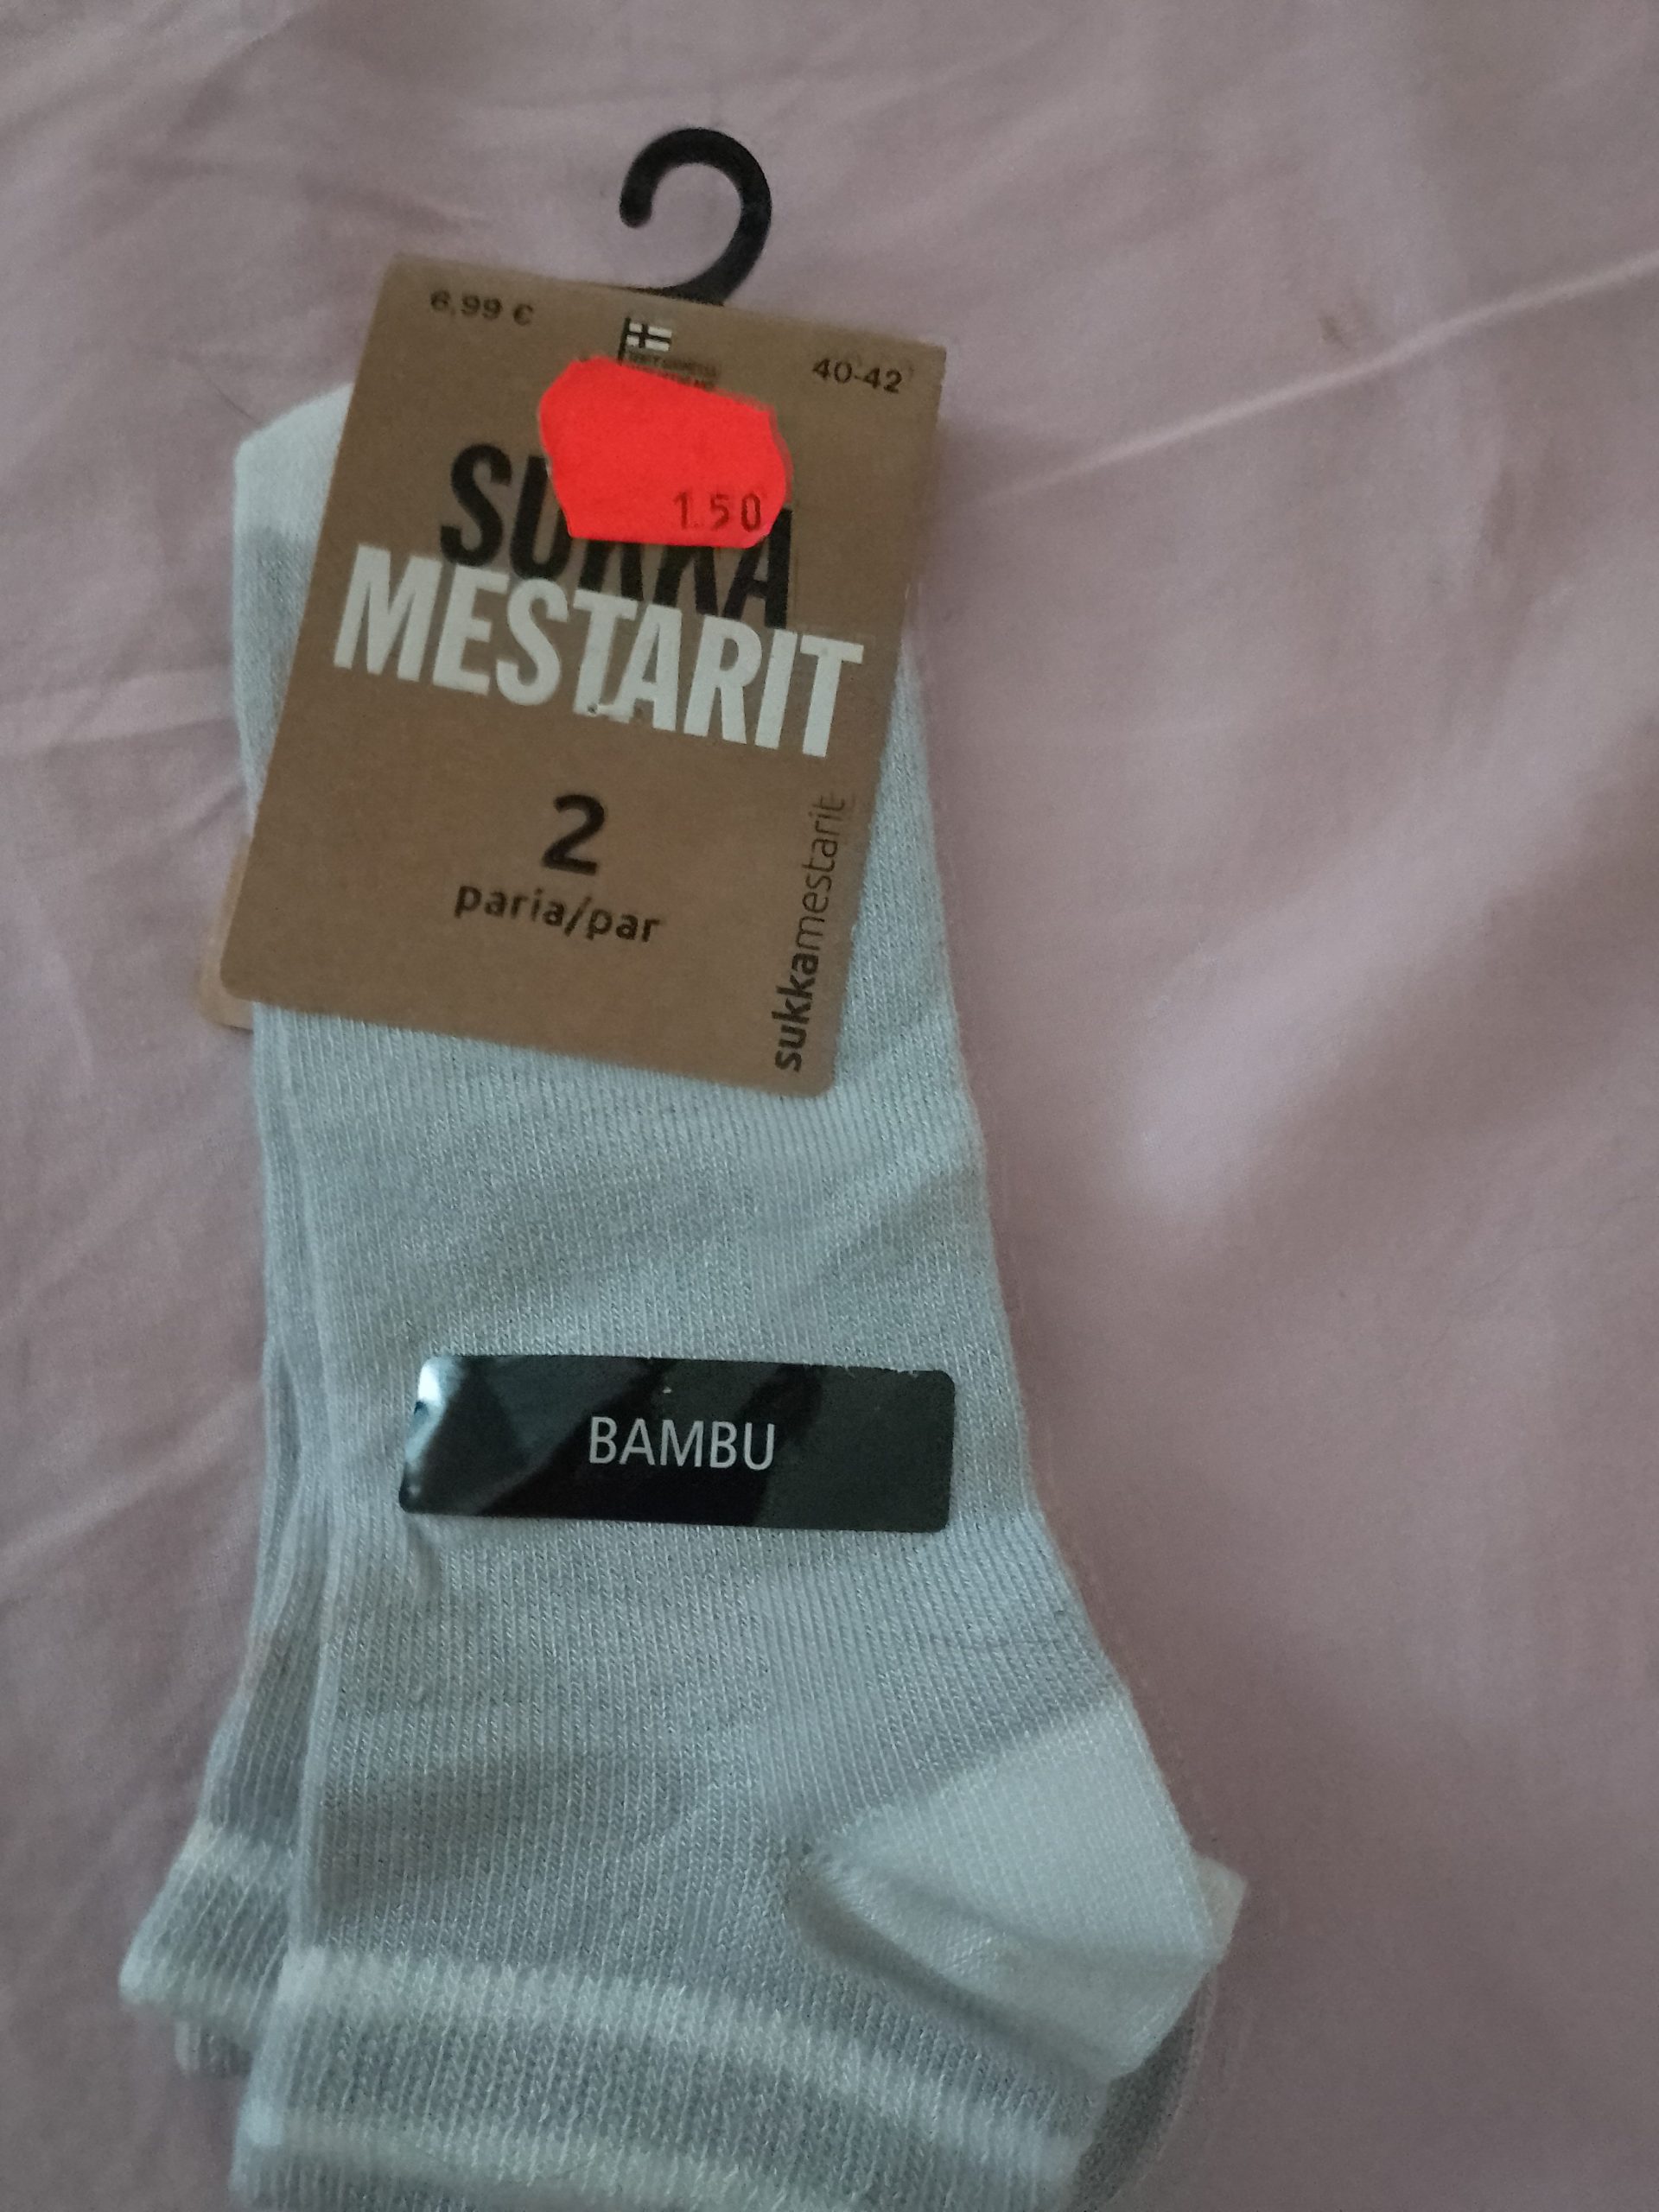 6,99 €
40-42
1.50
SUKKA
MESTARIT
2
paria/par
sukkamestarit
BAMBU